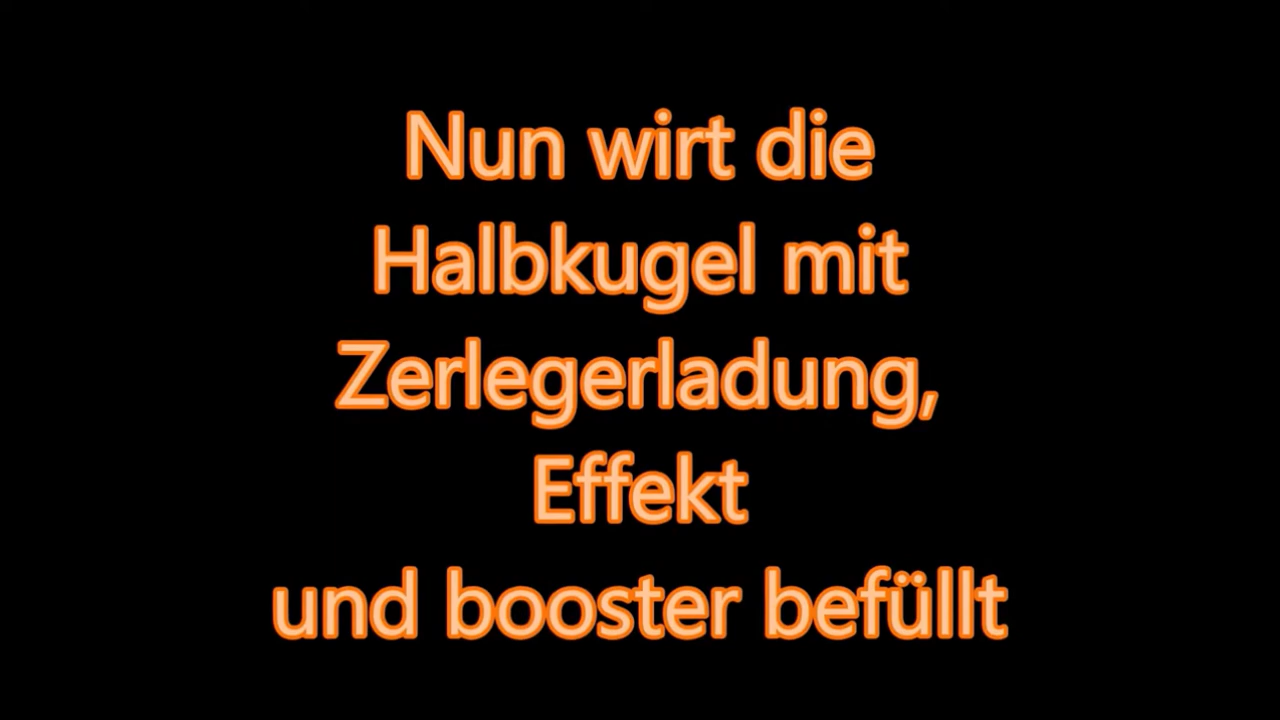 Nun wirt die
Halbkugel mit
Zerlegerladung,
Effekt
und booster befüllt